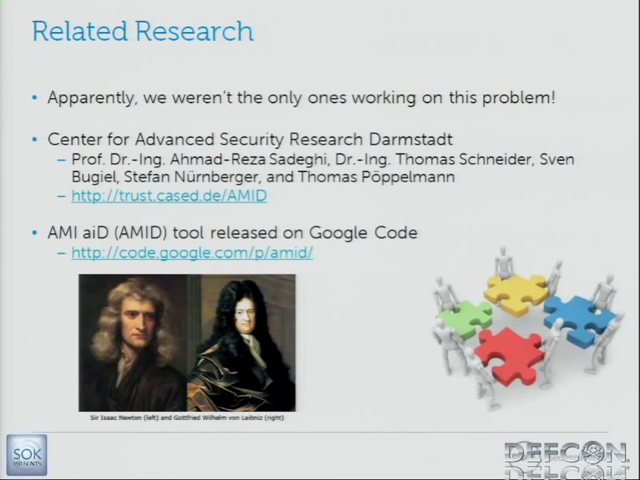 Related Research
• Apparently, we weren't the only ones working on this problem!
• Center for Advanced Security Research Darmstadt
– Prof. Dr.-Ing. Ahmad-Reza Sadeghi, Dr.-Ing. Thomas Schneider, Sven
Bugiel, Stefan Nürnberger, and Thomas Pöppelmann
– http://trust.cased.de/AMID
• AMI aiD (AMID) tool released on Google Code
– http://code.google.com/p/amid/
Sir Isaac Newton (left) and Gottfried Wilhelm von Leibniz (right)
SOK
PRESENTS
DEFCON